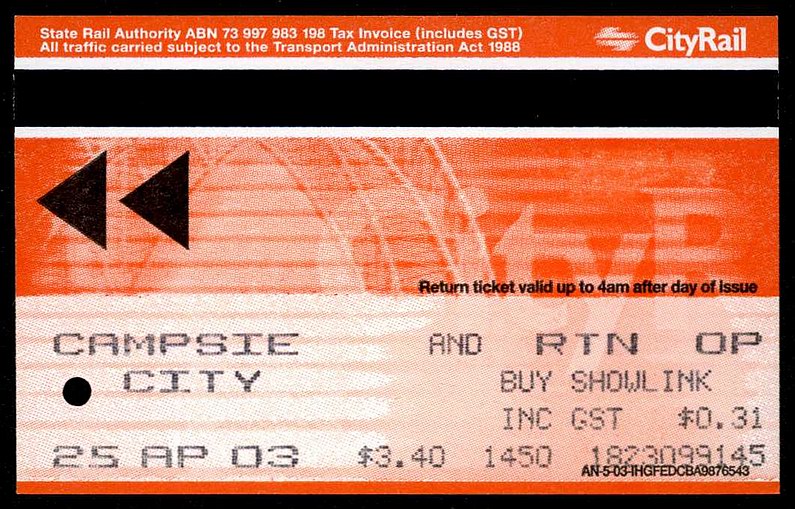 State Rail Authority ABN 73 997 983 198 Tax Invoice (includes GST)
All traffic carried subject to the Transport Administration Act 1988
CityRail
Return ticket valid up to 4am after day of issue
CAMPSIE AND RTN OP
CITY BUY SHOWLINK
INC GST $0.31
25 AP 03 $3.40 1450 1823099145
AN-5-03-IHGFEDCBA9876543